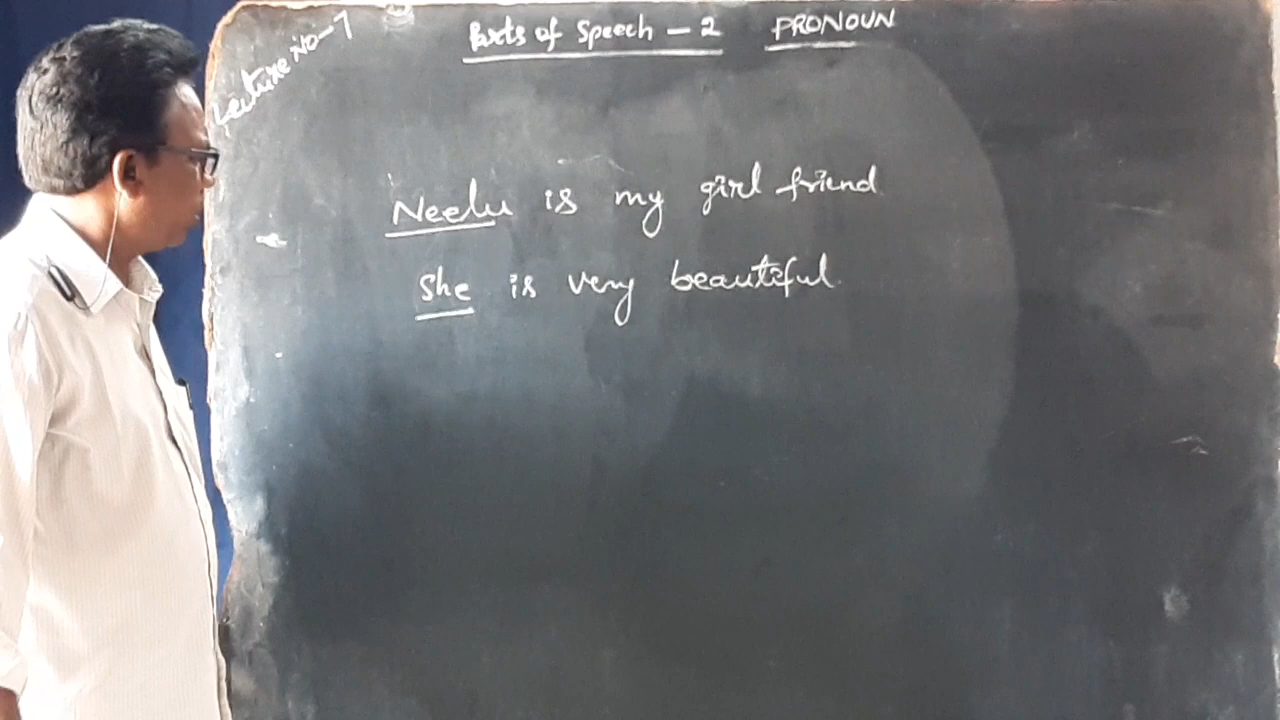 Lecture No-7
Parts of Speech - 2 PRONOUN
Neelu is my girl friend
She is very beautiful.